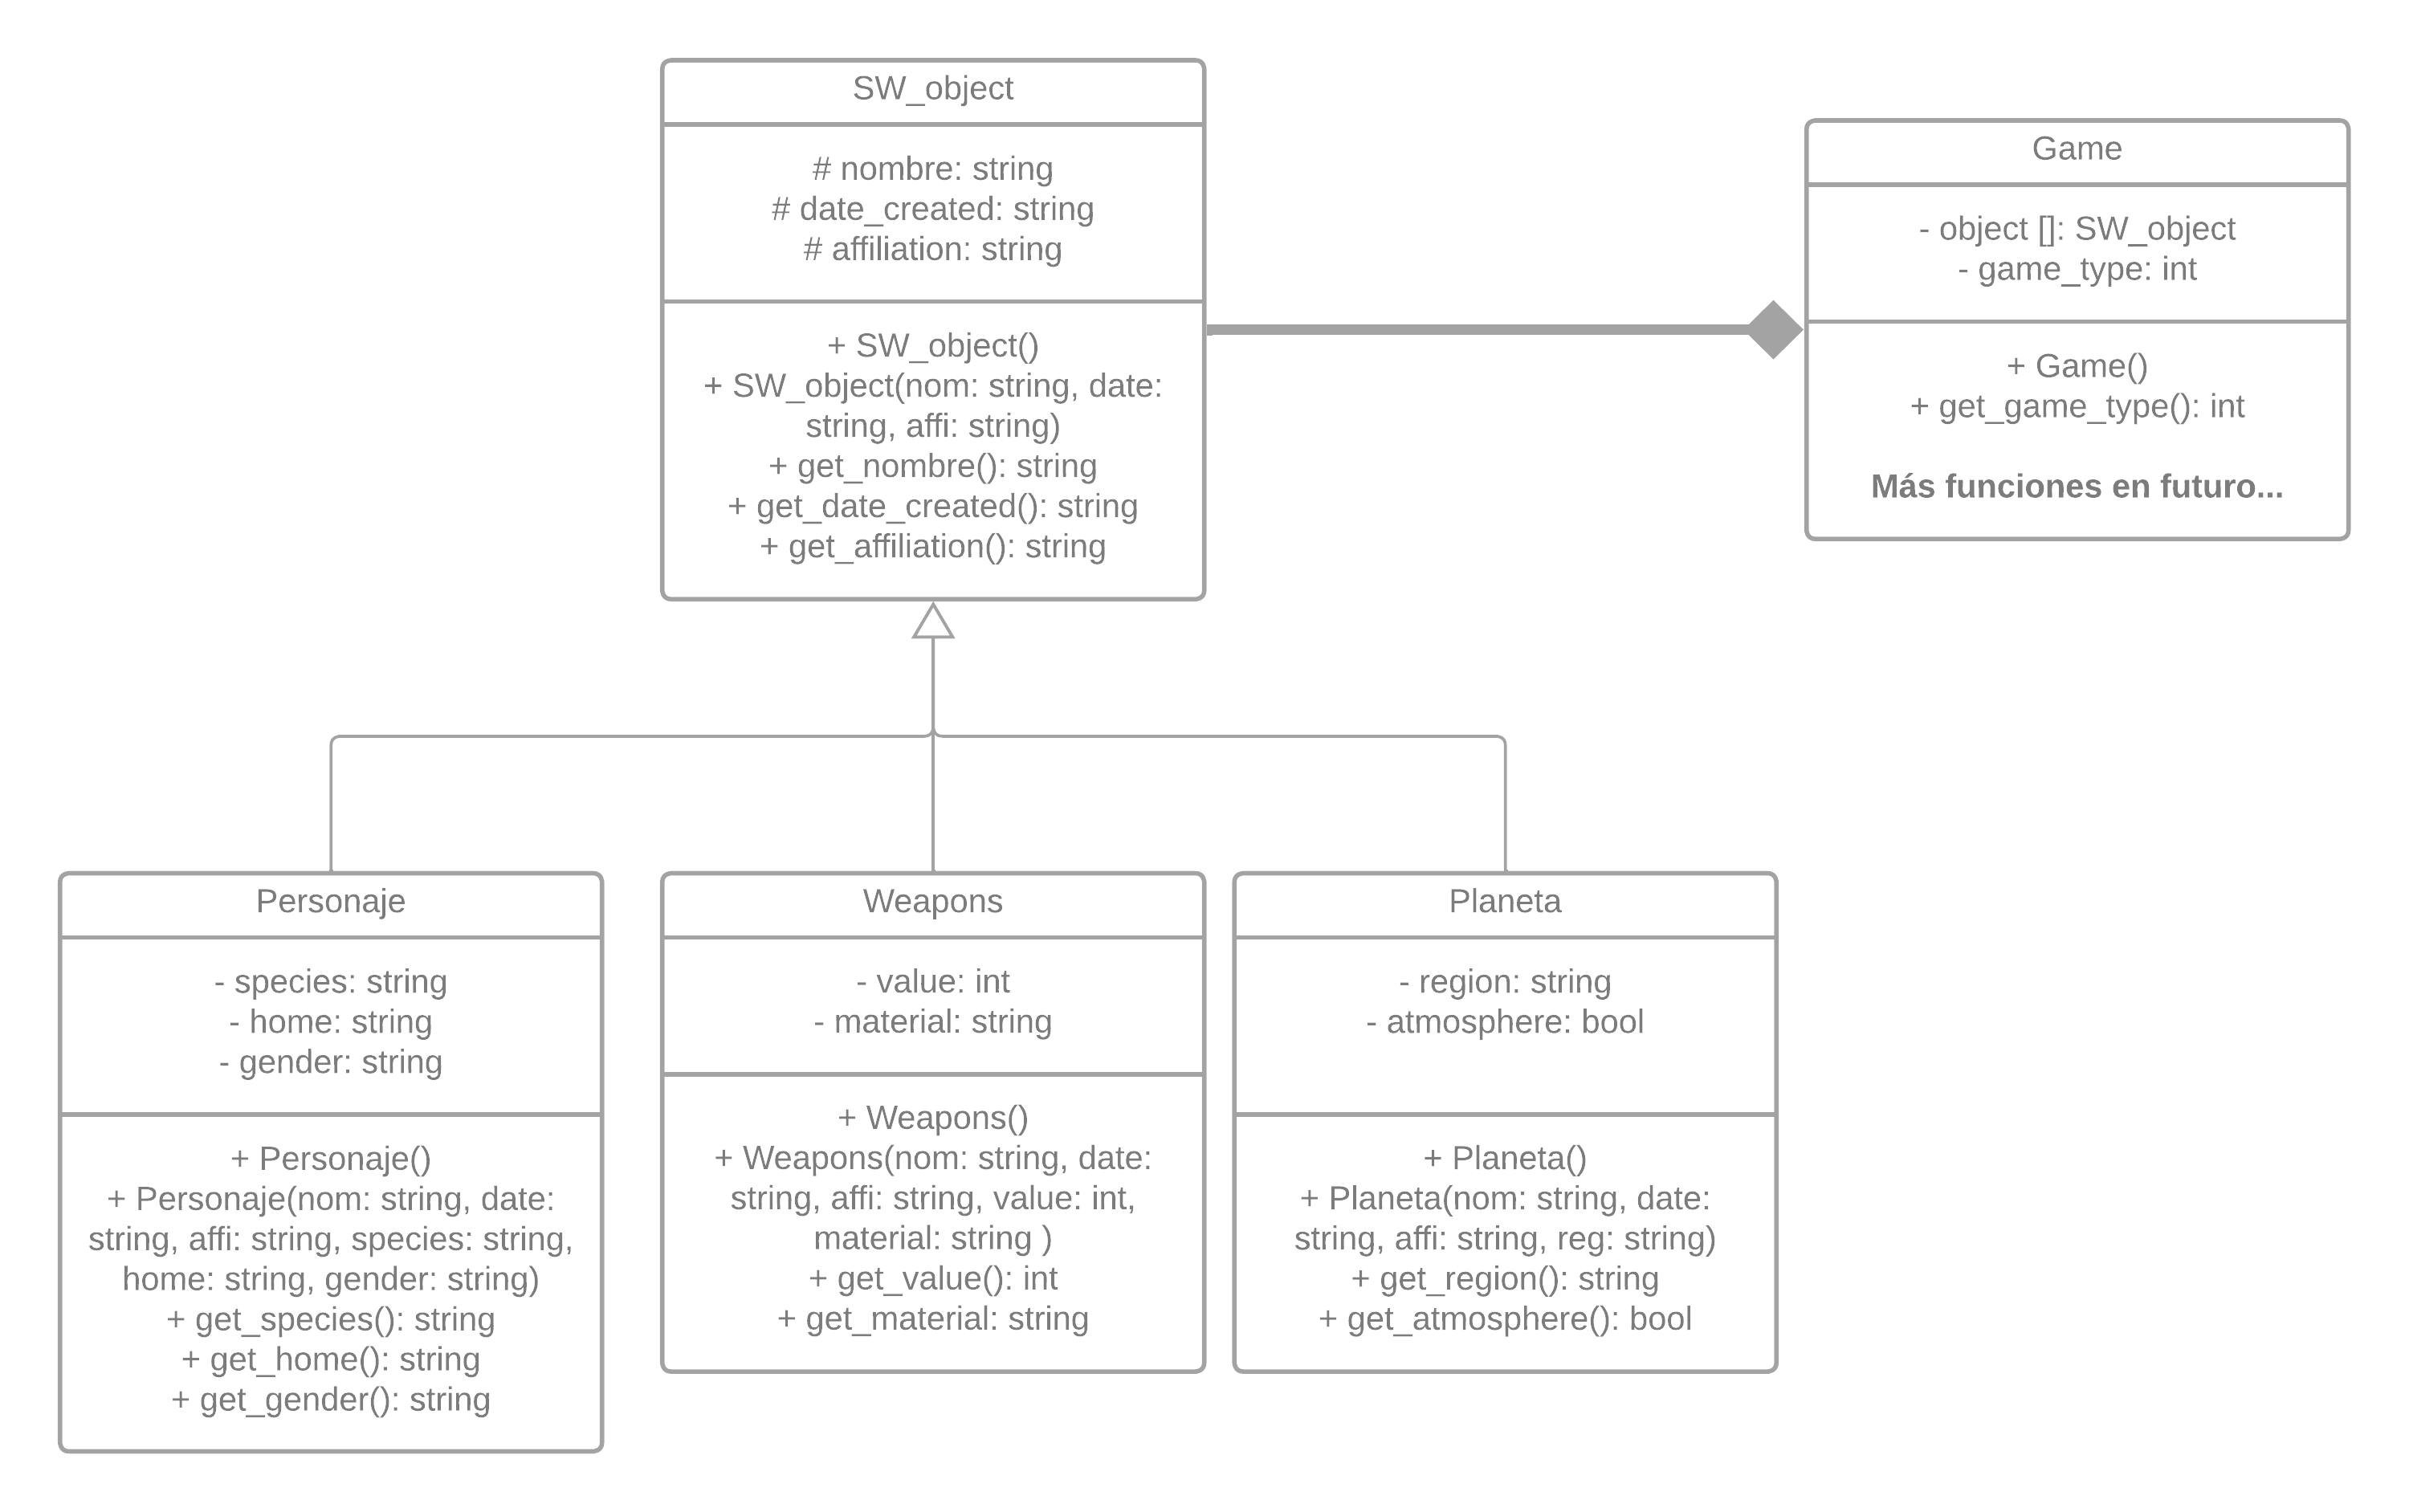 SW_object
# nombre: string
# date_created: string
# affiliation: string
+ SW_object()
+ SW_object(nom: string, date:
string, affi: string)
+ get_nombre(): string
+ get_date_created(): string
+ get_affiliation(): string
Game
- object []: SW_object
- game_type: int
+ Game()
+ get_game_type(): int
Más funciones en futuro...
Personaje
- species: string
- home: string
- gender: string
+ Personaje()
+ Personaje(nom: string, date:
string, affi: string, species: string,
home: string, gender: string)
+ get_species(): string
+ get_home(): string
+ get_gender(): string
Weapons
- value: int
- material: string
+ Weapons()
+ Weapons(nom: string, date:
string, affi: string, value: int,
material: string )
+ get_value(): int
+ get_material: string
Planeta
- region: string
- atmosphere: bool
+ Planeta()
+ Planeta(nom: string, date:
string, affi: string, reg: string)
+ get_region(): string
+ get_atmosphere(): bool